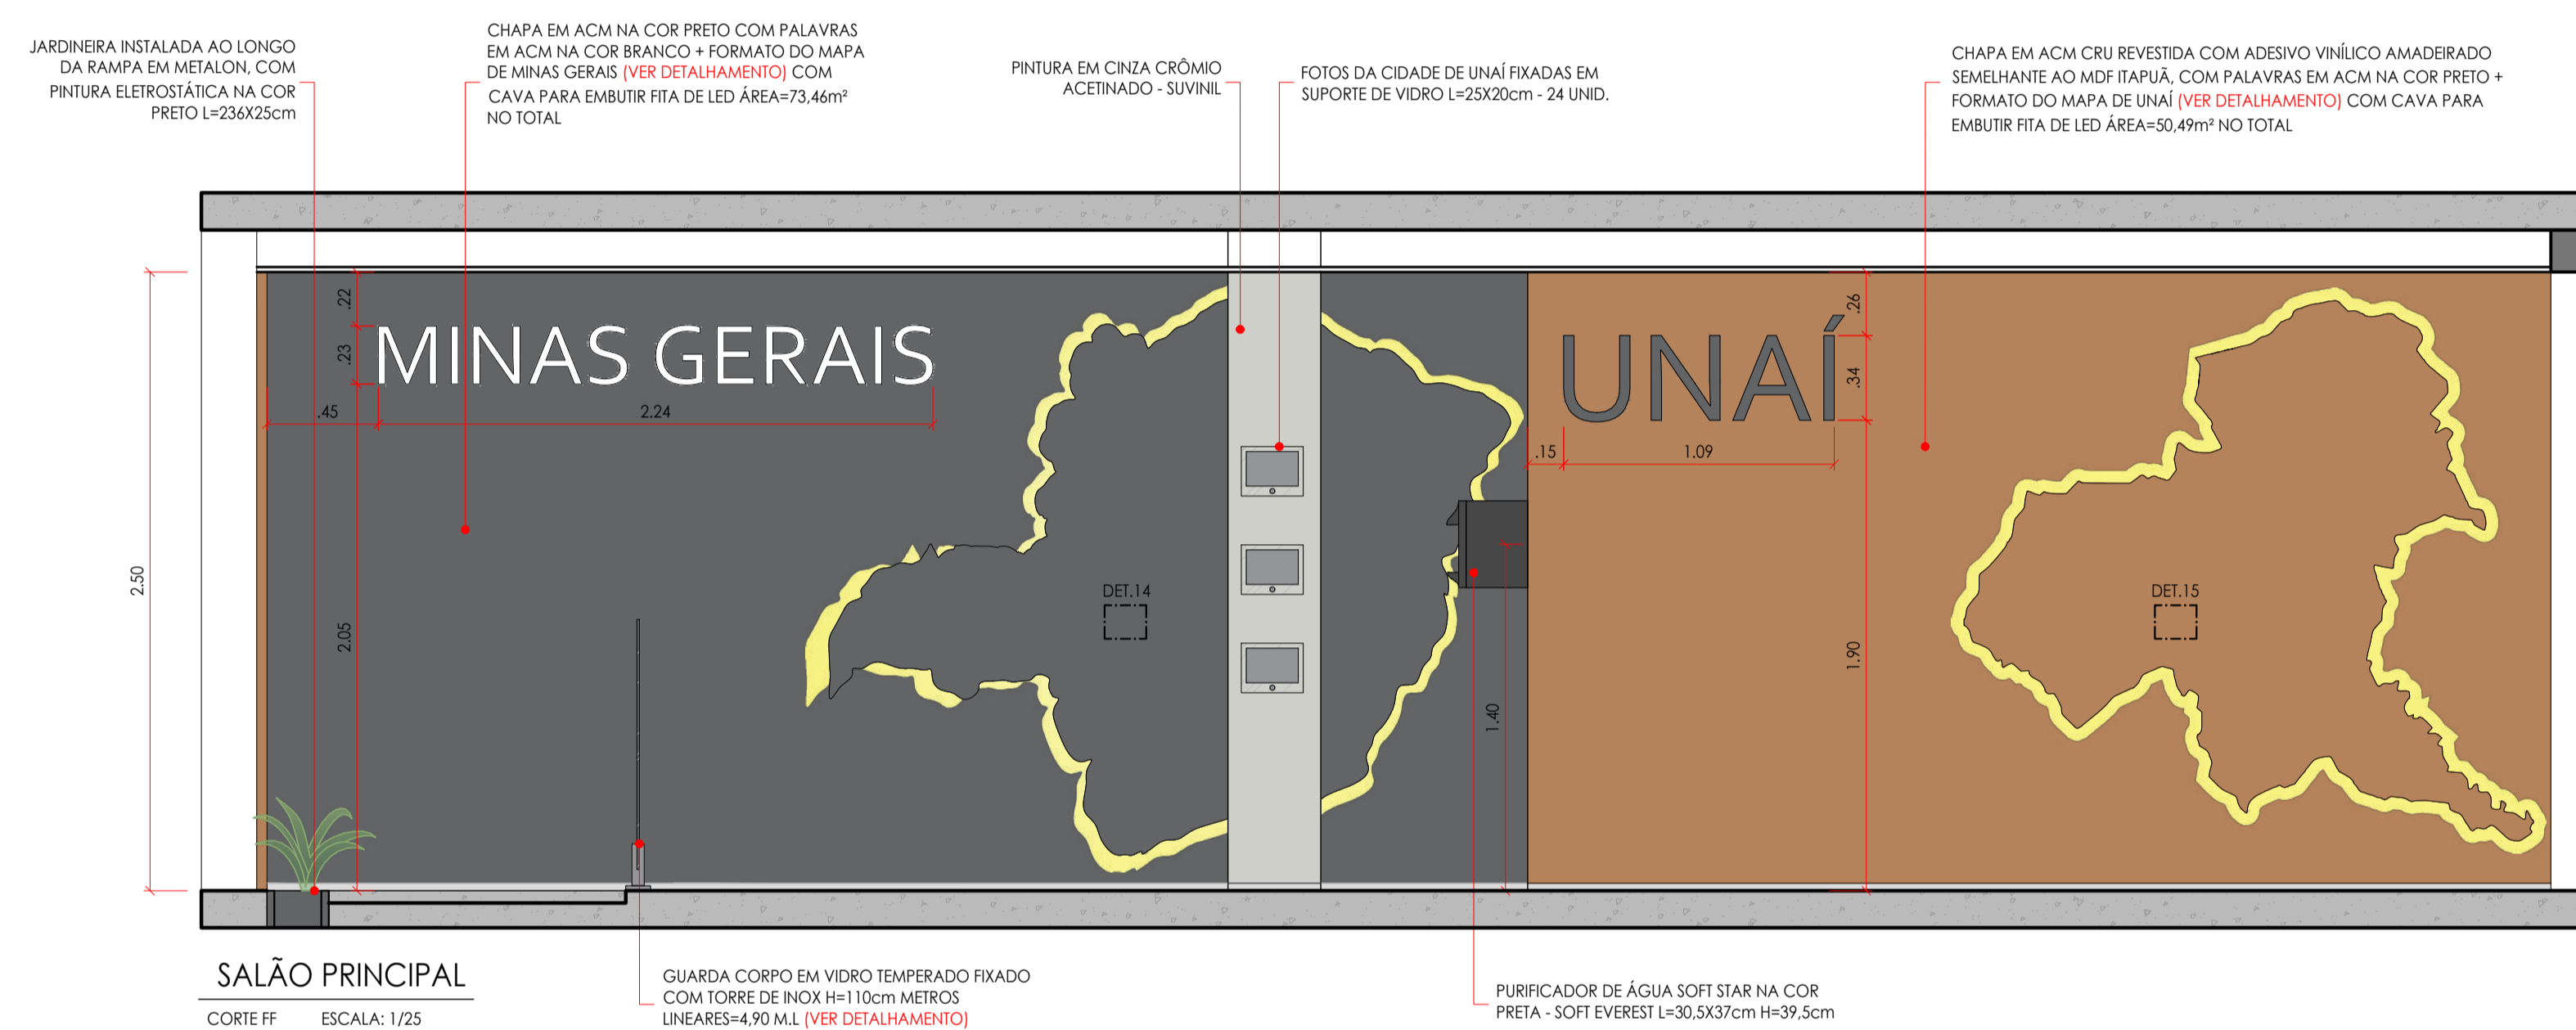 JARDINEIRA INSTALADA AO LONGO
DA RAMPA EM METALON, COM
PINTURA ELETROSTÁTICA NA COR
PRETO L=236X25cm
CHAPA EM ACM NA COR PRETO COM PALAVRAS
EM ACM NA COR BRANCO + FORMATO DO MAPA
DE MINAS GERAIS (VER DETALHAMENTO) COM
CAVA PARA EMBUTIR FITA DE LED ÁREA=73,46m²
NO TOTAL
PINTURA EM CINZA CRÔMIO
ACETINADO - SUVINIL
FOTOS DA CIDADE DE UNAÍ FIXADAS EM
SUPORTE DE VIDRO L=25X20cm - 24 UNID.
CHAPA EM ACM CRU REVESTIDA COM ADESIVO VINÍLICO AMADEIRADO
SEMELHANTE AO MDF ITAPUÃ, COM PALAVRAS EM ACM NA COR PRETO +
FORMATO DO MAPA DE UNAÍ (VER DETALHAMENTO) COM CAVA PARA
EMBUTIR FITA DE LED ÁREA=50,49m² NO TOTAL
2.50
.22
.23
2.05
MINAS GERAIS
.45
2.24
DET.14
UNAÍ
.15
1.09
.26
.34
1.90
1.40
DET.15
SALÃO PRINCIPAL
CORTE FF ESCALA: 1/25
GUARDA CORPO EM VIDRO TEMPERADO FIXADO
COM TORRE DE INOX H=110cm METROS
LINEARES=4,90 M.L (VER DETALHAMENTO)
PURIFICADOR DE ÁGUA SOFT STAR NA COR
PRETA - SOFT EVEREST L=30,5X37cm H=39,5cm